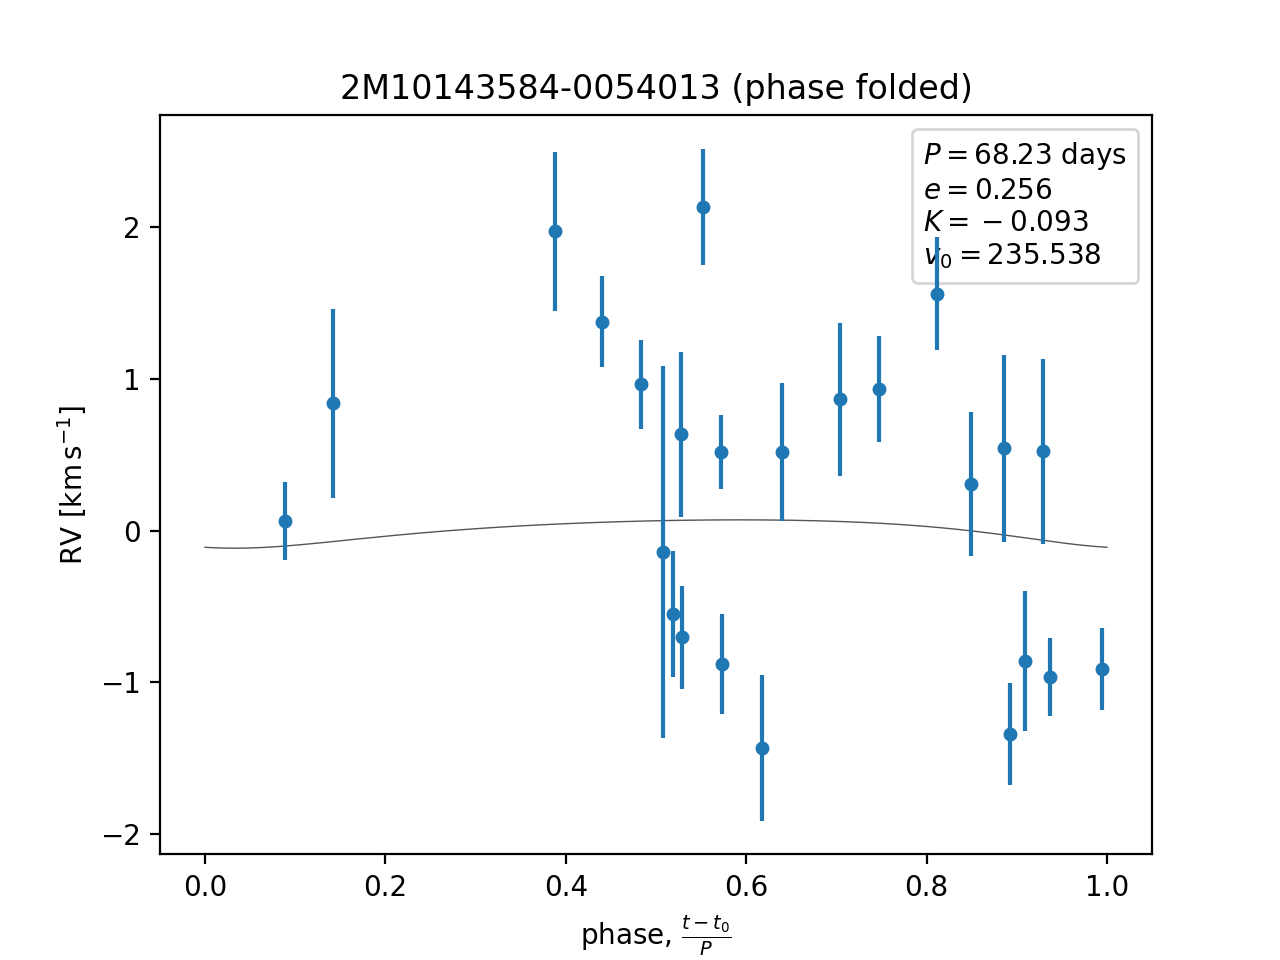 2M10143584-0054013 (phase folded)
P = 68.23 days
e = 0.256
K = −0.093
v₀ = 235.538
RV [km s⁻¹]
2
1
0
−1
−2
0.0 0.2 0.4 0.6 0.8 1.0
phase, (t − t₀)/P